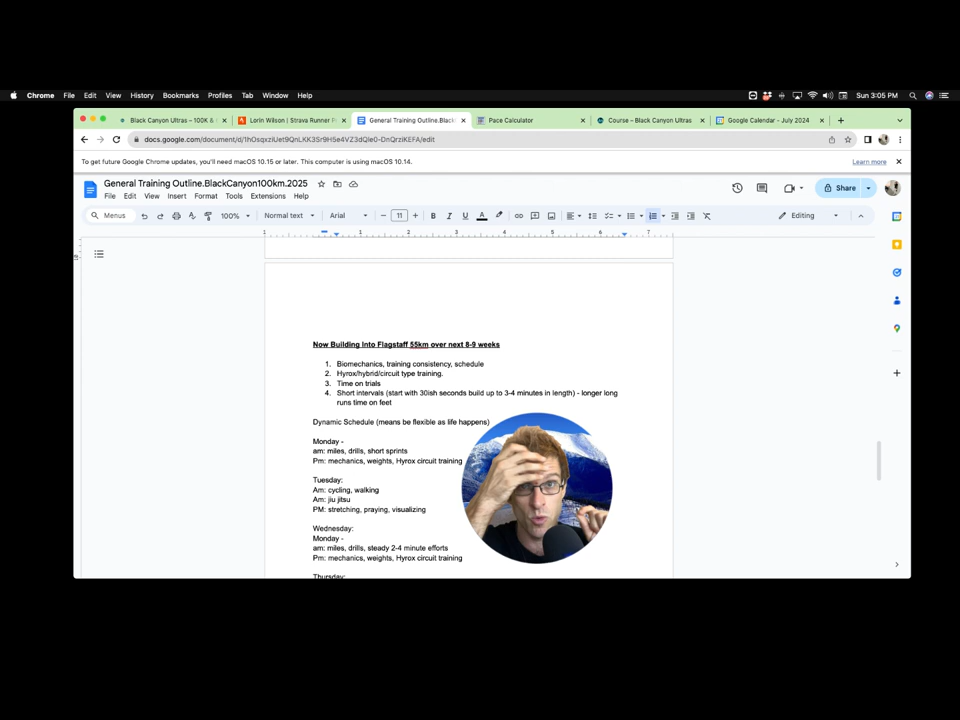 Chrome File Edit View History Bookmarks Profiles Tab Window Help Sun 3:05 PM
Black Canyon Ultras – 100K & Lorin Wilson | Strava Runner P General Training Outline.Black Pace Calculator Course – Black Canyon Ultras Google Calendar - July 2024
docs.google.com/document/d/1hOsqxziUet9QnLKK3Sr9H5e4VZ3dQle0-DnQrziKEFA/edit
To get future Google Chrome updates, you'll need macOS 10.15 or later. This computer is using macOS 10.14. Learn more
General Training Outline.BlackCanyon100km.2025
File Edit View Insert Format Tools Extensions Help Share
Menus 100% Normal text Arial 11 B I U A Editing
1 1 2 3 4 5 6 7
Now Building Into Flagstaff 55km over next 8-9 weeks
1. Biomechanics, training consistency, schedule
2. Hyrox/hybrid/circuit type training.
3. Time on trials
4. Short intervals (start with 30ish seconds build up to 3-4 minutes in length) - longer long
runs time on feet
Dynamic Schedule (means be flexible as life happens)
Monday -
am: miles, drills, short sprints
Pm: mechanics, weights, Hyrox circuit training
Tuesday:
Am: cycling, walking
Am: jiu jitsu
PM: stretching, praying, visualizing
Wednesday:
Monday -
am: miles, drills, steady 2-4 minute efforts
Pm: mechanics, weights, Hyrox circuit training
Thursday: